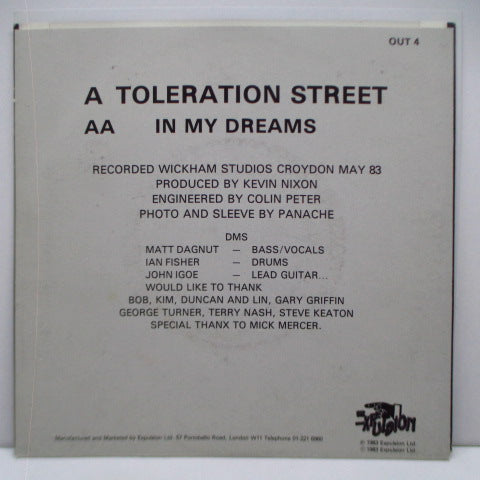 OUT 4
A TOLERATION STREET
AA IN MY DREAMS
RECORDED WICKHAM STUDIOS CROYDON MAY 83
PRODUCED BY KEVIN NIXON
ENGINEERED BY COLIN PETER
PHOTO AND SLEEVE BY PANACHE
DMS
MATT DAGNUT – BASS/VOCALS
IAN FISHER – DRUMS
JOHN IGOE – LEAD GUITAR...
WOULD LIKE TO THANK
BOB, KIM, DUNCAN AND LIN, GARY GRIFFIN
GEORGE TURNER, TERRY NASH, STEVE KEATON
SPECIAL THANX TO MICK MERCER.
Expulsion
Manufactured and Marketed by Expulsion Ltd. 57 Portobello Road, London W11 Telephone 01-221 6960
℗ 1983 Expulsion Ltd.
© 1983 Expulsion Ltd.